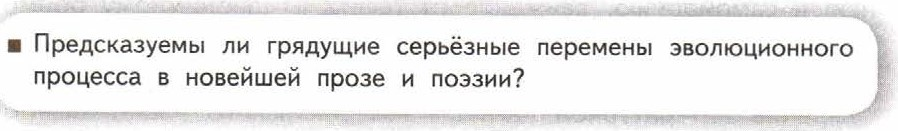 Предсказуемы ли грядущие серьёзные перемены эволюционного
процесса в новейшей прозе и поэзии?